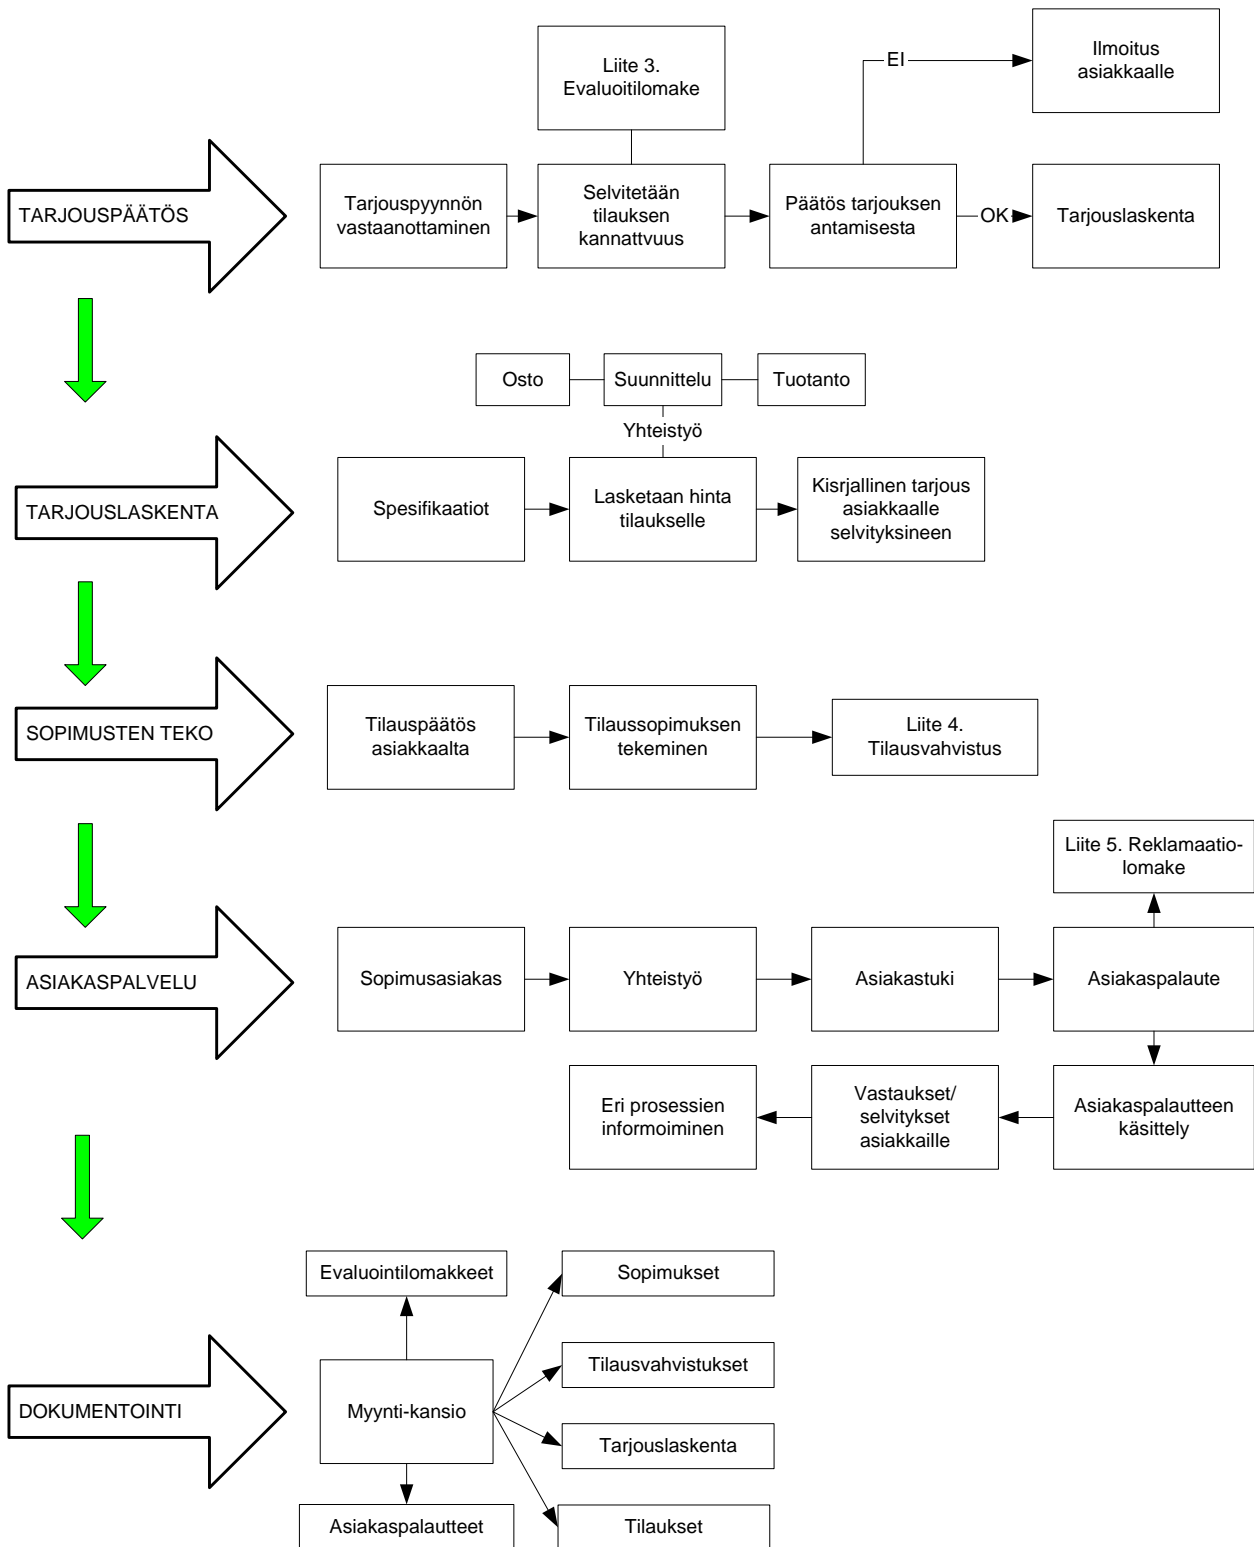 Liite 3.
Evaluoitilomake
EI
Ilmoitus
asiakkaalle
TARJOUSPÄÄTÖS
Tarjouspyynnön
vastaanottaminen
Selvitetään
tilauksen
kannattvuus
Päätös tarjouksen
antamisesta
OK
Tarjouslaskenta
Osto
Suunnittelu
Tuotanto
Yhteistyö
TARJOUSLASKENTA
Spesifikaatiot
Lasketaan hinta
tilaukselle
Kisrjallinen tarjous
asiakkaalle
selvityksineen
SOPIMUSTEN TEKO
Tilauspäätös
asiakkaalta
Tilaussopimuksen
tekeminen
Liite 4.
Tilausvahvistus
Liite 5. Reklamaatio-
lomake
ASIAKASPALVELU
Sopimusasiakas
Yhteistyö
Asiakastuki
Asiakaspalaute
Eri prosessien
informoiminen
Vastaukset/
selvitykset
asiakkaille
Asiakaspalautteen
käsittely
Evaluointilomakkeet
Sopimukset
Tilausvahvistukset
DOKUMENTOINTI
Myynti-kansio
Tarjouslaskenta
Asiakaspalautteet
Tilaukset